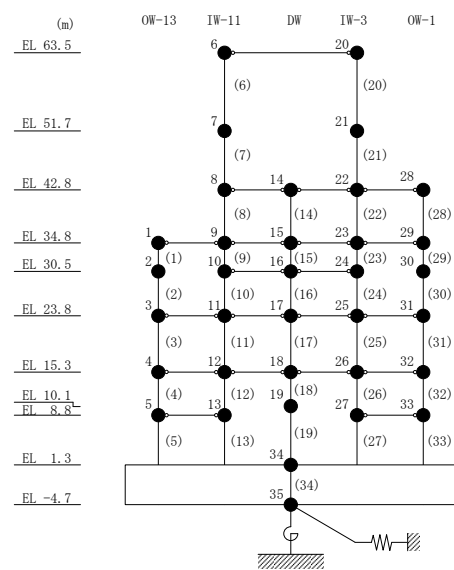 (m) OW-13 IW-11 DW IW-3 OW-1
EL 63.5 6 20
(6) (20)
EL 51.7 7 21
(7) (21)
EL 42.8 8 14 22 28
(8) (14) (22) (28)
EL 34.8 1 9 15 23 29
(1) (9) (15) (23) (29)
EL 30.5 2 10 16 24 30
(2) (10) (16) (24) (30)
EL 23.8 3 11 17 25 31
(3) (11) (17) (25) (31)
EL 15.3 4 12 18 26 32
(4) (12) (18) (26) (32)
EL 10.1 19
EL 8.8 5 13 27 33
(5) (13) (19) (27) (33)
EL 1.3 34
(34)
EL -4.7 35